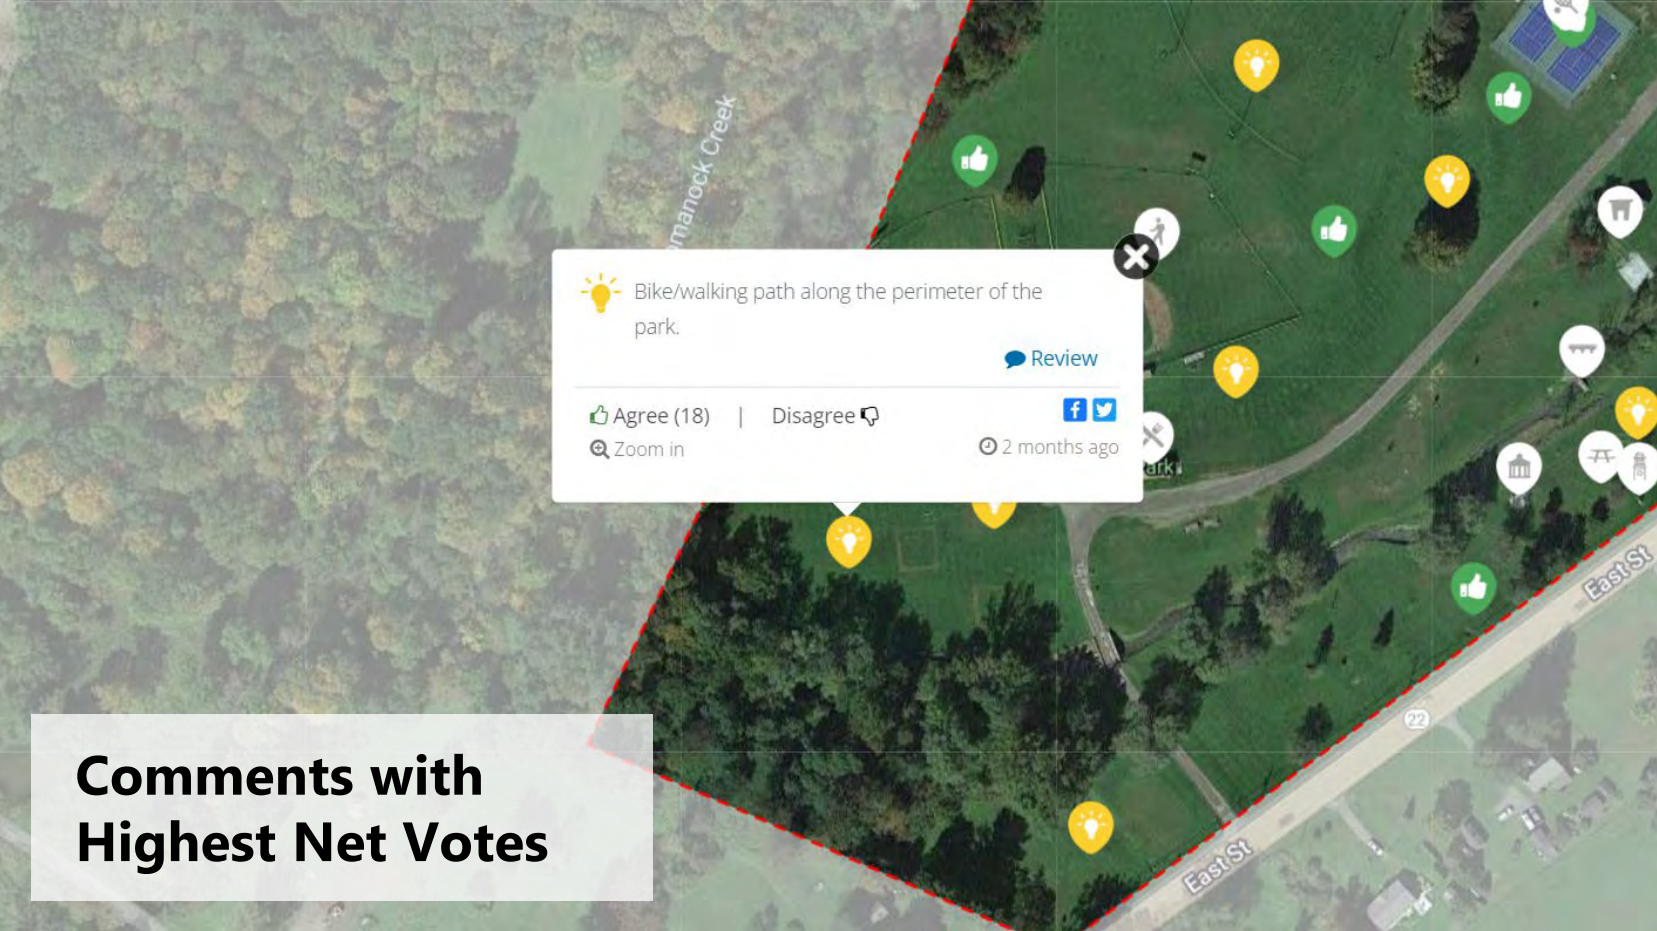 omanock Creek
Bike/walking path along the perimeter of the
park.
Review
Agree (18) | Disagree
Zoom in
2 months ago
ark
East St
22
East St
Comments with
Highest Net Votes